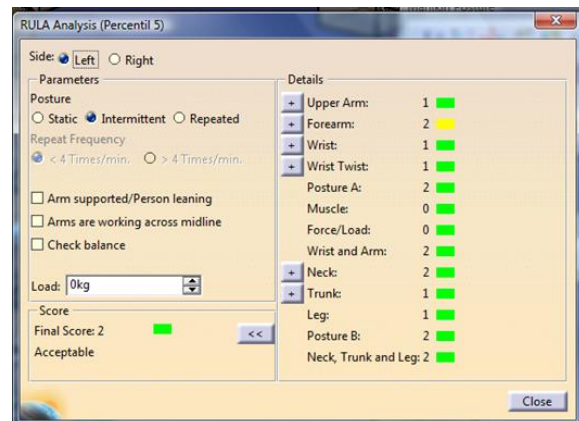 RULA Analysis (Percentil 5)
Side: Left Right
Parameters
Posture
Static Intermittent Repeated
Repeat Frequency
< 4 Times/min. > 4 Times/min.
Arm supported/Person leaning
Arms are working across midline
Check balance
Load: 0kg
Score
Final Score: 2
<<
Acceptable
Details
+ Upper Arm: 1
+ Forearm: 2
+ Wrist: 1
+ Wrist Twist: 1
Posture A: 2
Muscle: 0
Force/Load: 0
Wrist and Arm: 2
+ Neck: 2
+ Trunk: 1
Leg: 1
Posture B: 2
Neck, Trunk and Leg: 2
Close